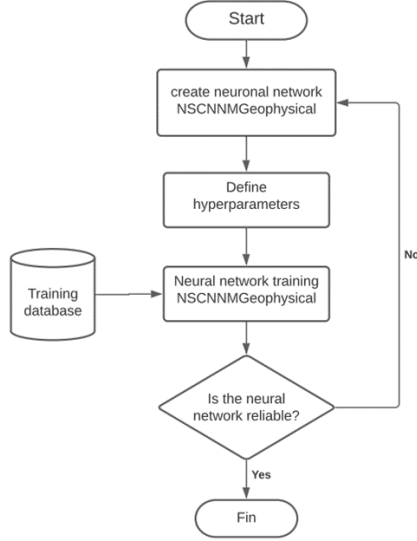 Start
create neuronal network
NSCNNMGeophysical
Define
hyperparameters
Neural network training
NSCNNMGeophysical
Training
database
Is the neural
network reliable?
No
Yes
Fin